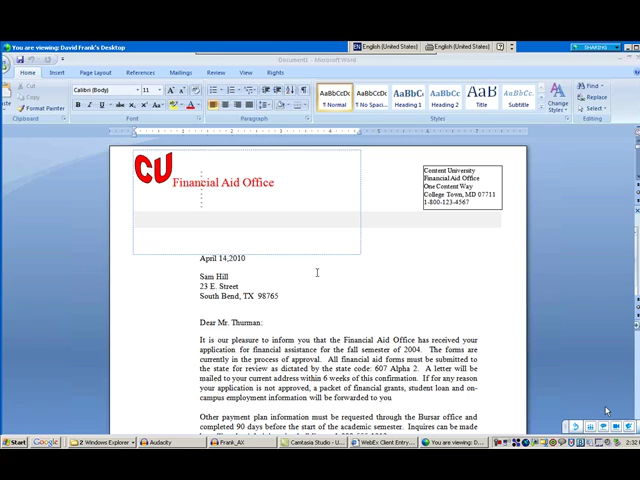 You are viewing: David Frank's Desktop
EN English (United States) English (United States) SHARING
Document1 - Microsoft Word
Home Insert Page Layout References Mailings Review View Rights
Cut
Copy
Paste Format Painter
Calibri (Body) 11
AaBbCcDc AaBbCcDc AaBbC AaBbCc AaB AaBbCc.
¶ Normal ¶ No Spaci... Heading 1 Heading 2 Title Subtitle
Change Styles
Find
Replace
Select
Clipboard Font Paragraph Styles Editing
CU Financial Aid Office
Content University
Financial Aid Office
One Content Way
College Town, MD 07711
1-800-123-4567
April 14,2010
Sam Hill
23 E. Street
South Bend, TX 98765
Dear Mr. Thurman:
It is our pleasure to inform you that the Financial Aid Office has received your
application for financial assistance for the fall semester of 2004. The forms are
currently in the process of approval. All financial aid forms must be submitted to
the state for review as dictated by the state code: 607 Alpha 2. A letter will be
mailed to your current address within 6 weeks of this confirmation. If for any reason
your application is not approved, a packet of financial grants, student loan and on-
campus employment information will be forwarded to you
Other payment plan information must be requested through the Bursar office and
completed 90 days before the start of the academic semester. Inquires can be made
Start Google 2 Windows Explorer Audacity Frank_AX Camtasia Studio - U... WebEx Client Entry... You are viewing: D... 2:32